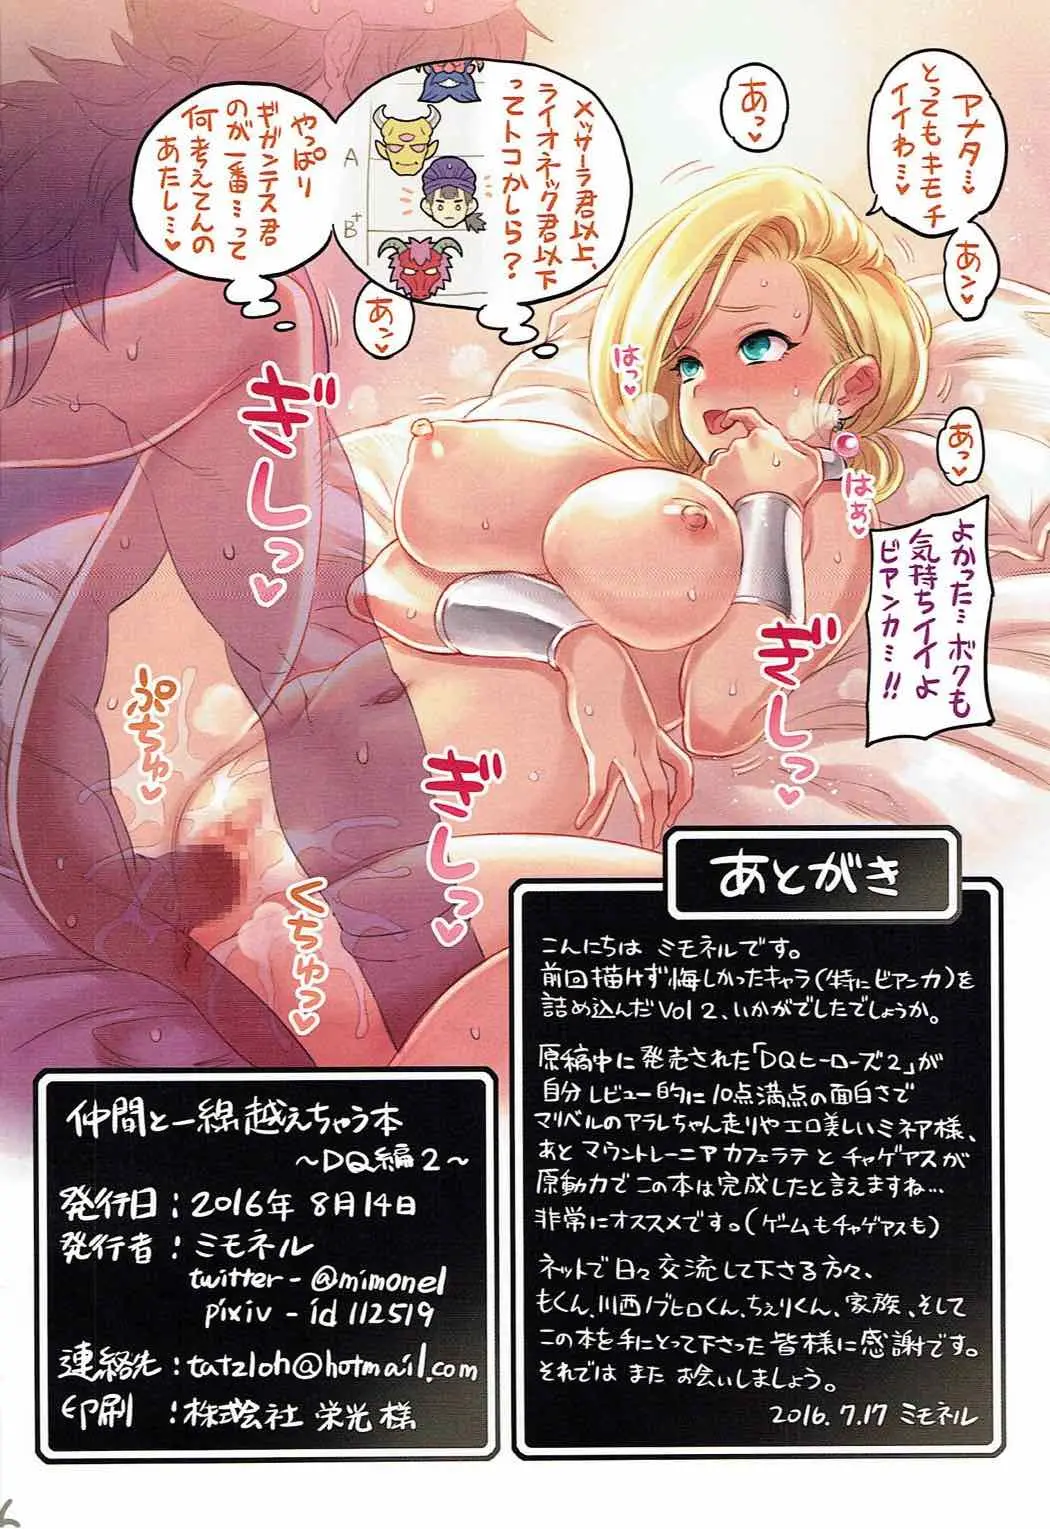 アナタ…
とってもキモチ
イイわ…♡
あっ♡
あン♡
メッサーラ君以上、
ライオネック君以下
ってトコかしら?
A
B+
やっぱり
ギガンテス君
のが一番…って
何考えてんの
あたし…♡
あン♡
はっ♡
あっ♡
はぁ♡
よかった…ボクも
気持ちイイよ
ビアンカ…!!
ぎしっ♡
ぎしっ♡
ぎしっ♡
ぷちゅ♡
くちゅっ♡
あとがき
こんにちは ミモネルです。
前回描けず悔しかったキャラ(特にビアンカ)を
詰め込んだVol 2、いかがでしたでしょうか。
原稿中に発売された「DQヒーローズ2」が
自分レビュー的に10点満点の面白さで
マリベルのアラレちゃん走りやエロ美しいミネア様、
あと マウントレーニア カフェラテ と チャゲアスが
原動力で この本は完成したと言えますね…
非常にオススメです。(ゲームもチャゲアスも)
ネットで日々交流して下さる方々、
もくん、川西ノブヒロくん、ちぇりくん、家族、そして
この本を手にとって下さった皆様に感謝です。
それでは また お会いしましょう。
2016.7.17 ミモネル
仲間と一線越えちゃう本
~DQ編2~
発行日:2016年8月14日
発行者:ミモネル
twitter-@mimonel
pixiv-id 112519
連絡先:tatzloh@hotmail.com
印刷 :株式会社 栄光 様
6